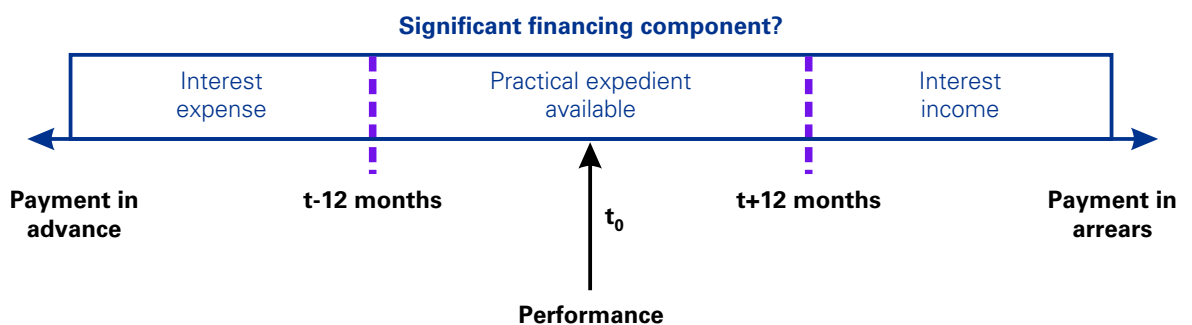 Significant financing component?
Interest
expense
Practical expedient
available
Interest
income
Payment in
advance
t-12 months
t₀
t+12 months
Payment in
arrears
Performance